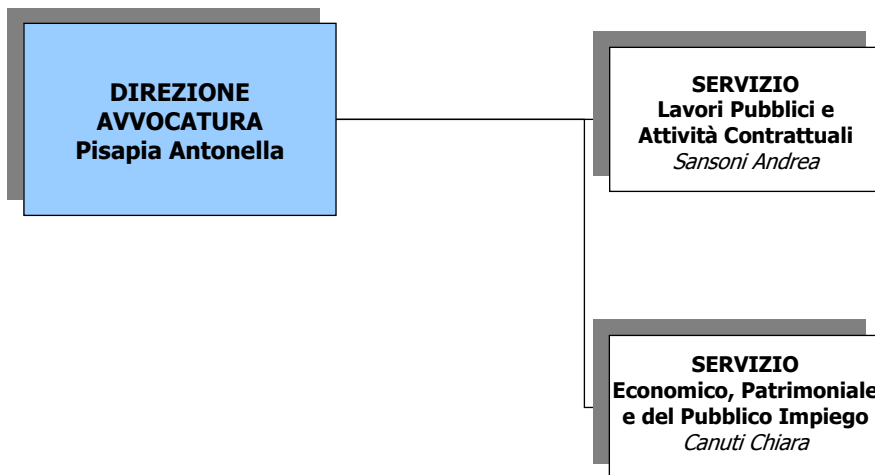 DIREZIONE
AVVOCATURA
Pisapia Antonella
SERVIZIO
Lavori Pubblici e
Attività Contrattuali
Sansoni Andrea
SERVIZIO
Economico, Patrimoniale
e del Pubblico Impiego
Canuti Chiara